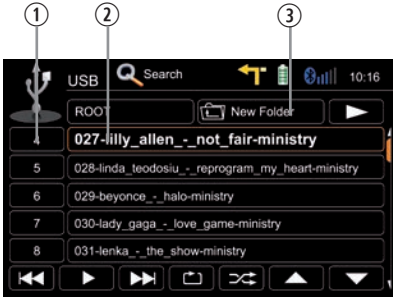 1 2 3
USB Search 10:16
ROOT New Folder
4 027-lilly_allen_-_not_fair-ministry
5 028-linda_teodosiu_-_reprogram_my_heart-ministry
6 029-beyonce_-_halo-ministry
7 030-lady_gaga_-_love_game-ministry
8 031-lenka_-_the_show-ministry